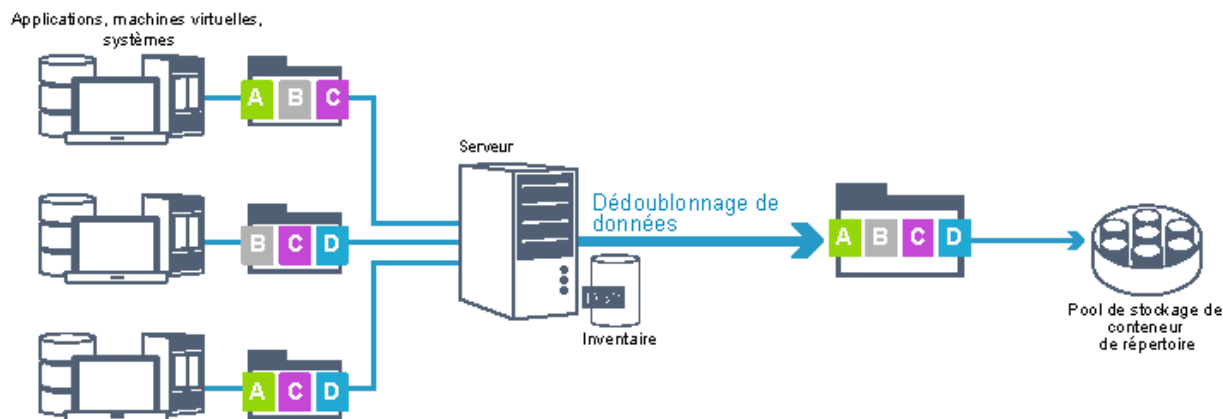 Applications, machines virtuelles,
systèmes
A B C
Serveur
Dédoublonnage de
données
B C D
A B C D
Inventaire
Pool de stockage de
conteneur
de répertoire
A C D